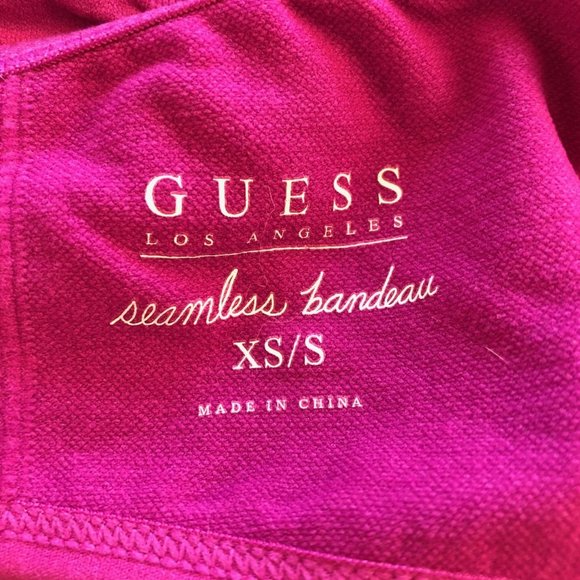 GUESS
LOS ANGELES
seamless bandeau
XS/S
MADE IN CHINA